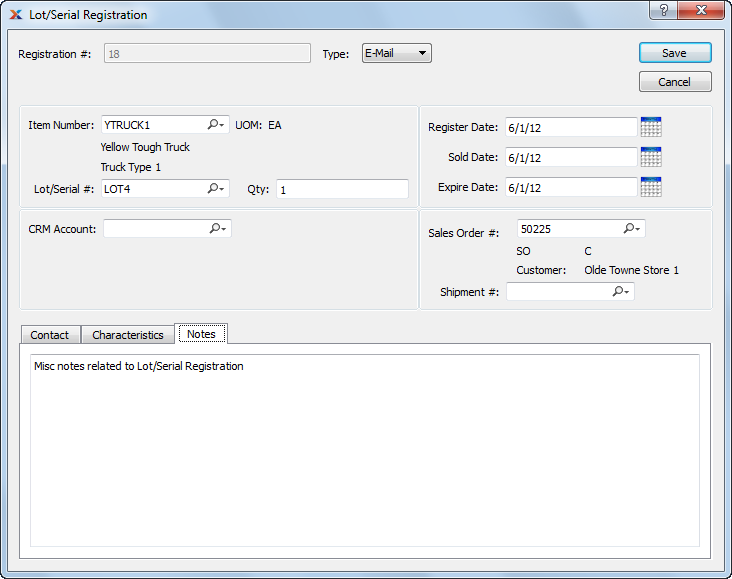 Lot/Serial Registration
?
Registration #: 18 Type: E-Mail
Save
Cancel
Item Number: YTRUCK1 UOM: EA
Yellow Tough Truck
Truck Type 1
Lot/Serial #: LOT4 Qty: 1
Register Date: 6/1/12
Sold Date: 6/1/12
Expire Date: 6/1/12
CRM Account:
Sales Order #: 50225
SO C
Customer: Olde Towne Store 1
Shipment #:
Contact Characteristics Notes
Misc notes related to Lot/Serial Registration